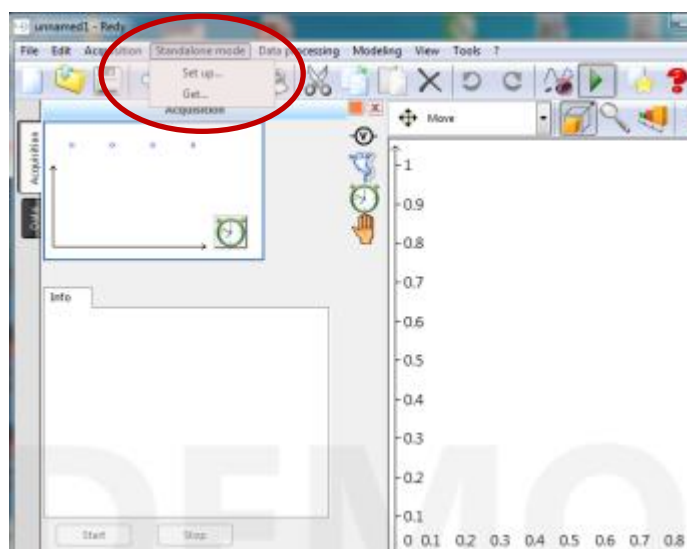 unnamed1 - Redy
File Edit Acquisition Standalone mode Data processing Modeling View Tools ?
Set up...
Get...
Acquisition
Move
Acquisition
Data
1
0.9
0.8
0.7
Info
0.6
0.5
0.4
0.3
0.2
0.1
Start Stop
0 0.1 0.2 0.3 0.4 0.5 0.6 0.7 0.8
DEMO